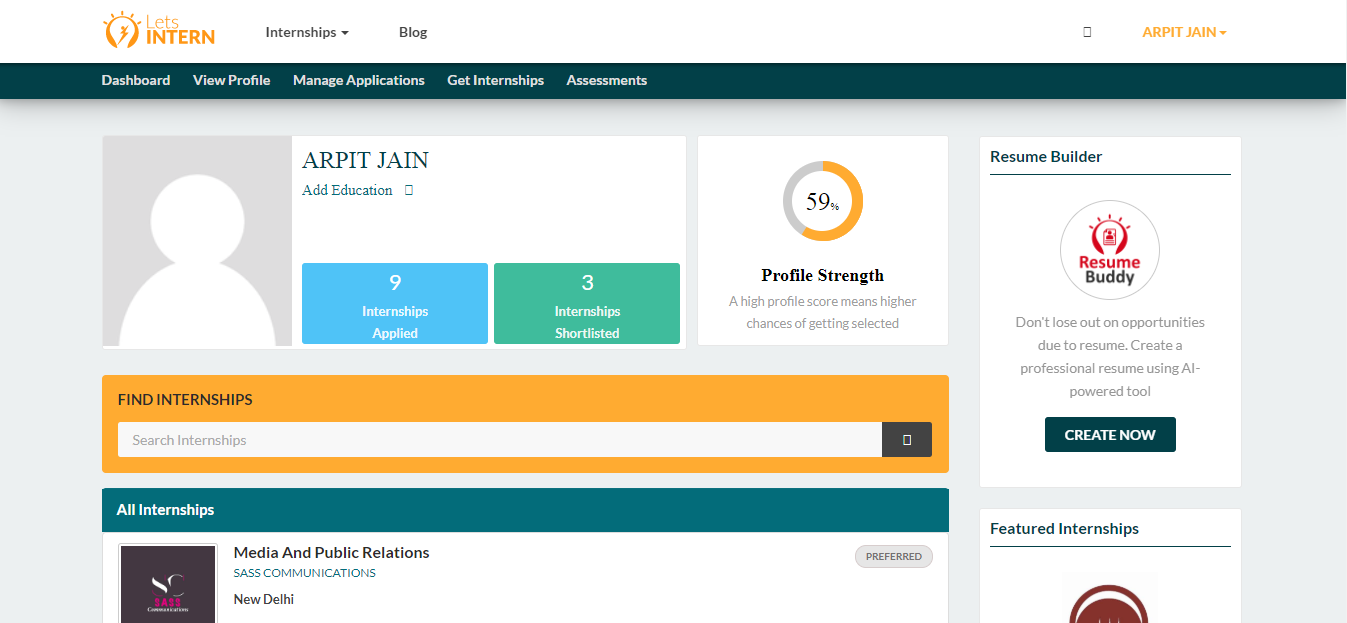 Lets
INTERN
Internships
Blog
ARPIT JAIN
Dashboard
View Profile
Manage Applications
Get Internships
Assessments
ARPIT JAIN
Add Education
9
Internships
Applied
3
Internships
Shortlisted
59%
Profile Strength
A high profile score means higher
chances of getting selected
FIND INTERNSHIPS
Search Internships
All Internships
SC
SASS
Communications
Media And Public Relations
SASS COMMUNICATIONS
New Delhi
PREFERRED
Resume Builder
Resume
Buddy
Don't lose out on opportunities
due to resume. Create a
professional resume using AI-
powered tool
CREATE NOW
Featured Internships